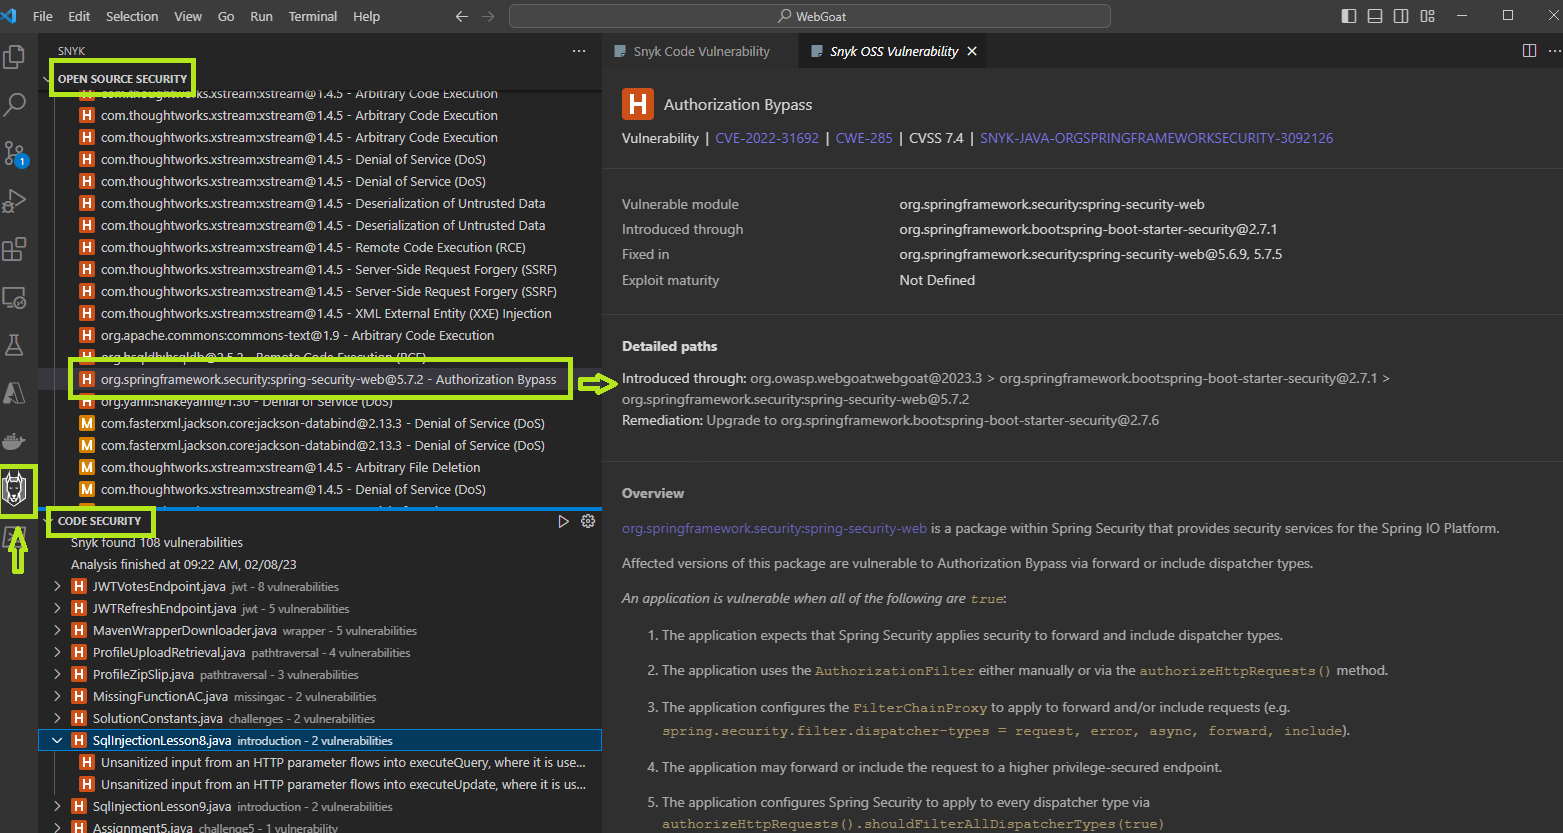 File Edit Selection View Go Run Terminal Help
WebGoat
SNYK
OPEN SOURCE SECURITY
com.thoughtworks.xstream:xstream@1.4.5 - Arbitrary Code Execution
com.thoughtworks.xstream:xstream@1.4.5 - Arbitrary Code Execution
com.thoughtworks.xstream:xstream@1.4.5 - Arbitrary Code Execution
com.thoughtworks.xstream:xstream@1.4.5 - Denial of Service (DoS)
com.thoughtworks.xstream:xstream@1.4.5 - Denial of Service (DoS)
com.thoughtworks.xstream:xstream@1.4.5 - Deserialization of Untrusted Data
com.thoughtworks.xstream:xstream@1.4.5 - Deserialization of Untrusted Data
com.thoughtworks.xstream:xstream@1.4.5 - Remote Code Execution (RCE)
com.thoughtworks.xstream:xstream@1.4.5 - Server-Side Request Forgery (SSRF)
com.thoughtworks.xstream:xstream@1.4.5 - Server-Side Request Forgery (SSRF)
com.thoughtworks.xstream:xstream@1.4.5 - XML External Entity (XXE) Injection
org.apache.commons:commons-text@1.9 - Arbitrary Code Execution
org.hsqldb:hsqldb@2.5.2 - Remote Code Execution (RCE)
org.springframework.security:spring-security-web@5.7.2 - Authorization Bypass
org.yaml:snakeyaml@1.30 - Denial of Service (DoS)
com.fasterxml.jackson.core:jackson-databind@2.13.3 - Denial of Service (DoS)
com.fasterxml.jackson.core:jackson-databind@2.13.3 - Denial of Service (DoS)
com.thoughtworks.xstream:xstream@1.4.5 - Arbitrary File Deletion
com.thoughtworks.xstream:xstream@1.4.5 - Denial of Service (DoS)
CODE SECURITY
Snyk found 108 vulnerabilities
Analysis finished at 09:22 AM, 02/08/23
JWTVotesEndpoint.java jwt - 8 vulnerabilities
JWTRefreshEndpoint.java jwt - 5 vulnerabilities
MavenWrapperDownloader.java wrapper - 5 vulnerabilities
ProfileUploadRetrieval.java pathtraversal - 4 vulnerabilities
ProfileZipSlip.java pathtraversal - 3 vulnerabilities
MissingFunctionAC.java missingac - 2 vulnerabilities
SolutionConstants.java challenges - 2 vulnerabilities
SqlInjectionLesson8.java introduction - 2 vulnerabilities
Unsanitized input from an HTTP parameter flows into executeQuery, where it is use...
Unsanitized input from an HTTP parameter flows into executeUpdate, where it is us...
SqlInjectionLesson9.java introduction - 2 vulnerabilities
Assignment5.java challenge5 - 1 vulnerability
Snyk Code Vulnerability
Snyk OSS Vulnerability
H Authorization Bypass
Vulnerability | CVE-2022-31692 | CWE-285 | CVSS 7.4 | SNYK-JAVA-ORGSPRINGFRAMEWORKSECURITY-3092126
Vulnerable module org.springframework.security:spring-security-web
Introduced through org.springframework.boot:spring-boot-starter-security@2.7.1
Fixed in org.springframework.security:spring-security-web@5.6.9, 5.7.5
Exploit maturity Not Defined
Detailed paths
Introduced through: org.owasp.webgoat:webgoat@2023.3 > org.springframework.boot:spring-boot-starter-security@2.7.1 >
org.springframework.security:spring-security-web@5.7.2
Remediation: Upgrade to org.springframework.boot:spring-boot-starter-security@2.7.6
Overview
org.springframework.security:spring-security-web is a package within Spring Security that provides security services for the Spring IO Platform.
Affected versions of this package are vulnerable to Authorization Bypass via forward or include dispatcher types.
An application is vulnerable when all of the following are true:
1. The application expects that Spring Security applies security to forward and include dispatcher types.
2. The application uses the AuthorizationFilter either manually or via the authorizeHttpRequests() method.
3. The application configures the FilterChainProxy to apply to forward and/or include requests (e.g.
spring.security.filter.dispatcher-types = request, error, async, forward, include).
4. The application may forward or include the request to a higher privilege-secured endpoint.
5. The application configures Spring Security to apply to every dispatcher type via
authorizeHttpRequests().shouldFilterAllDispatcherTypes(true)